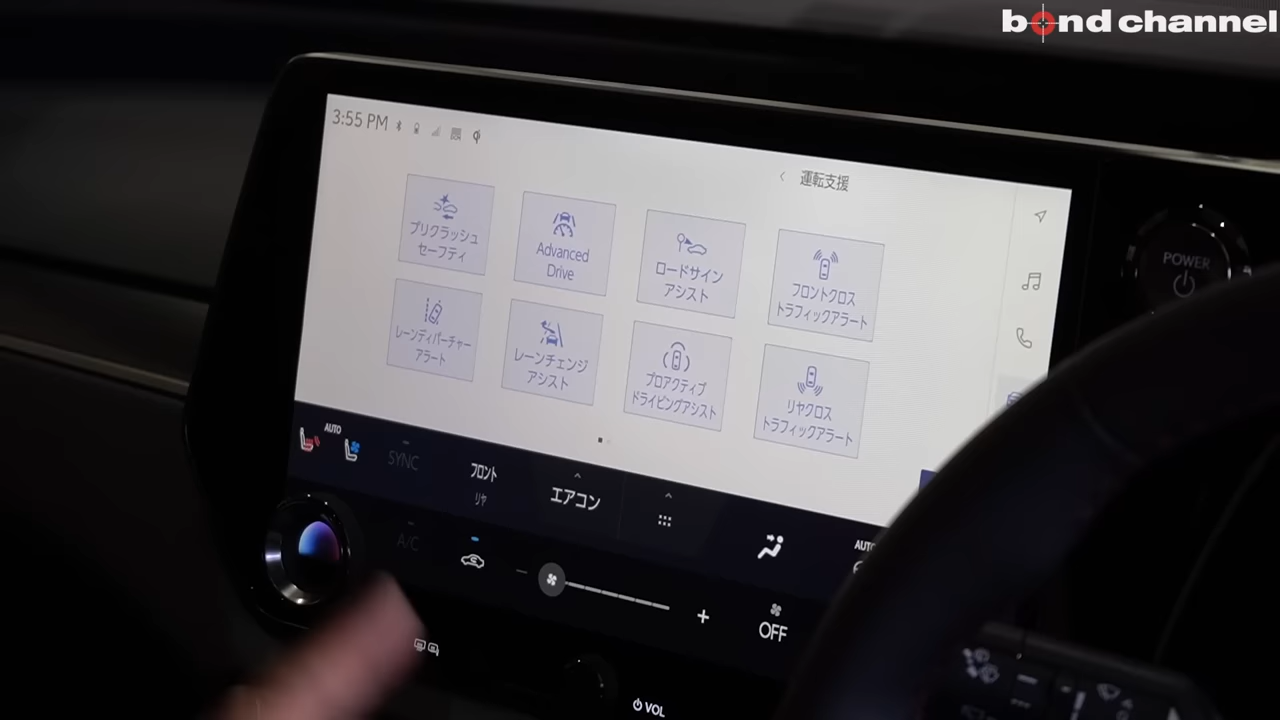 bond channel
3:55 PM
運転支援
プリクラッシュ
セーフティ
Advanced
Drive
ロードサイン
アシスト
フロントクロス
トラフィックアラート
レーンディパーチャー
アラート
レーンチェンジ
アシスト
プロアクティブ
ドライビングアシスト
リヤクロス
トラフィックアラート
POWER
AUTO
SYNC
フロント
リヤ
エアコン
AUTO
A/C
OFF
VOL